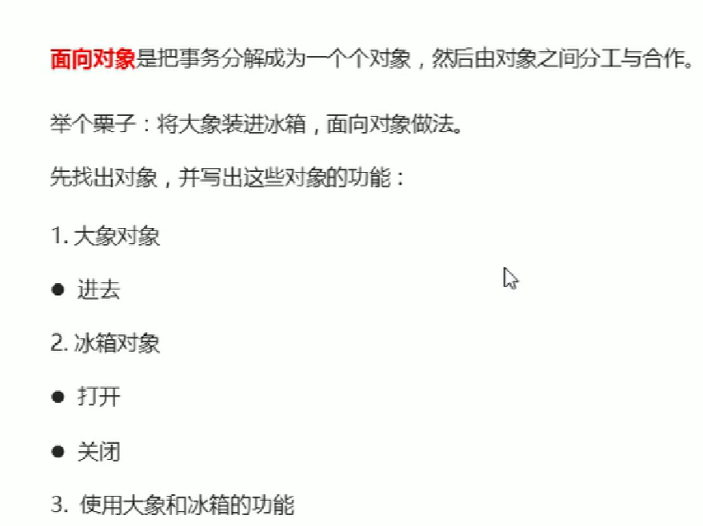 面向对象是把事务分解成为一个个对象，然后由对象之间分工与合作。
举个栗子：将大象装进冰箱，面向对象做法。
先找出对象，并写出这些对象的功能：
1. 大象对象
● 进去
2. 冰箱对象
● 打开
● 关闭
3. 使用大象和冰箱的功能